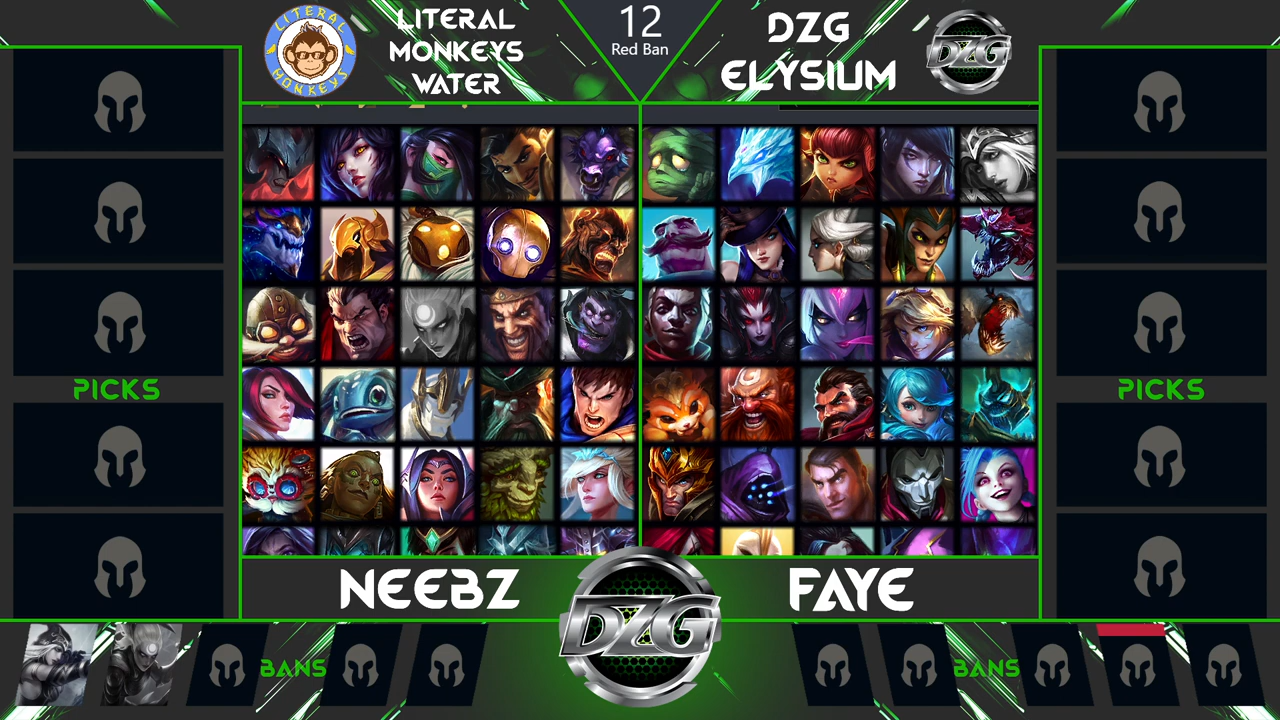 LITERAL
MONKEYS
LITERAL
MONKEYS
WATER
12
Red Ban
DZG
ELYSIUM
DZG
PICKS
PICKS
NEEBZ
DZG
FAYE
BANS
BANS